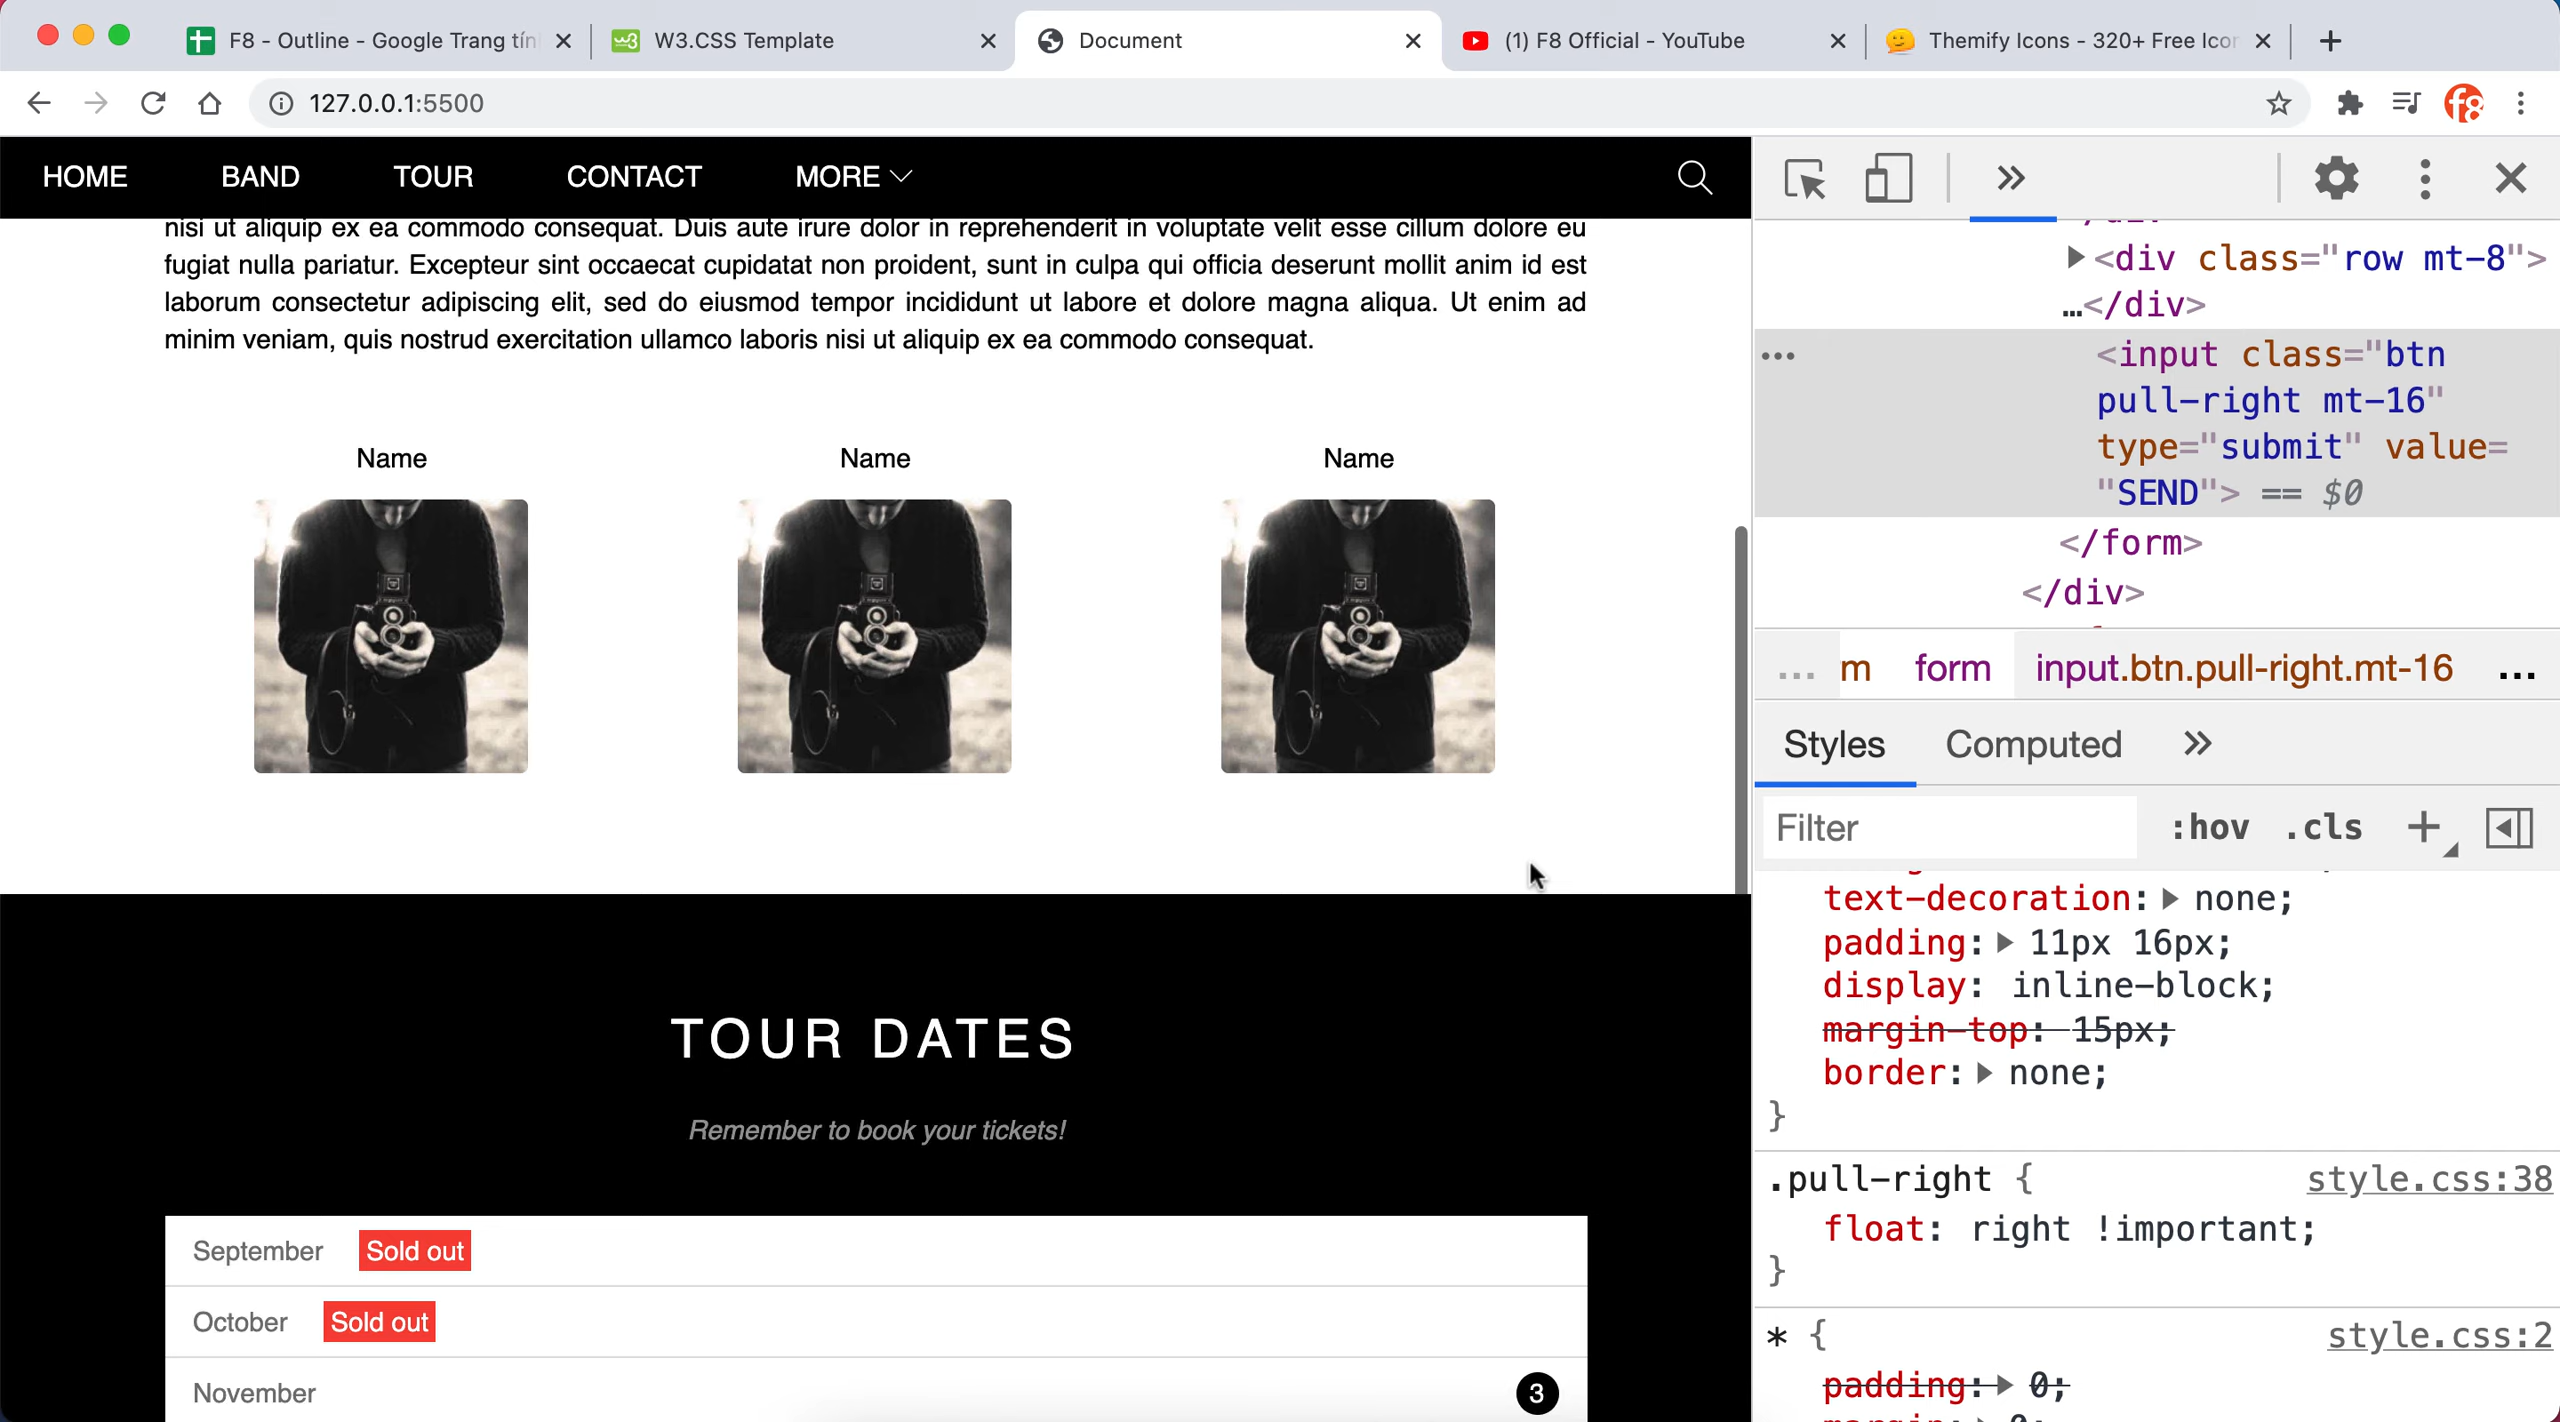 F8 - Outline - Google Trang tín
W3.CSS Template
Document
(1) F8 Official - YouTube
Themify Icons - 320+ Free Icon
127.0.0.1:5500
HOME
BAND
TOUR
CONTACT
MORE
nisi ut aliquip ex ea commodo consequat. Duis aute irure dolor in reprehenderit in voluptate velit esse cillum dolore eu
fugiat nulla pariatur. Excepteur sint occaecat cupidatat non proident, sunt in culpa qui officia deserunt mollit anim id est
laborum consectetur adipiscing elit, sed do eiusmod tempor incididunt ut labore et dolore magna aliqua. Ut enim ad
minim veniam, quis nostrud exercitation ullamco laboris nisi ut aliquip ex ea commodo consequat.
Name
Name
Name
TOUR DATES
Remember to book your tickets!
September Sold out
October Sold out
November 3
<div class="row mt-8">
…</div>
<input class="btn
pull-right mt-16"
type="submit" value=
"SEND"> == $0
</form>
</div>
... m form input.btn.pull-right.mt-16 ...
Styles Computed
Filter :hov .cls
text-decoration: none;
padding: 11px 16px;
display: inline-block;
margin-top: 15px;
border: none;
}
.pull-right { style.css:38
float: right !important;
}
* { style.css:2
padding: 0;